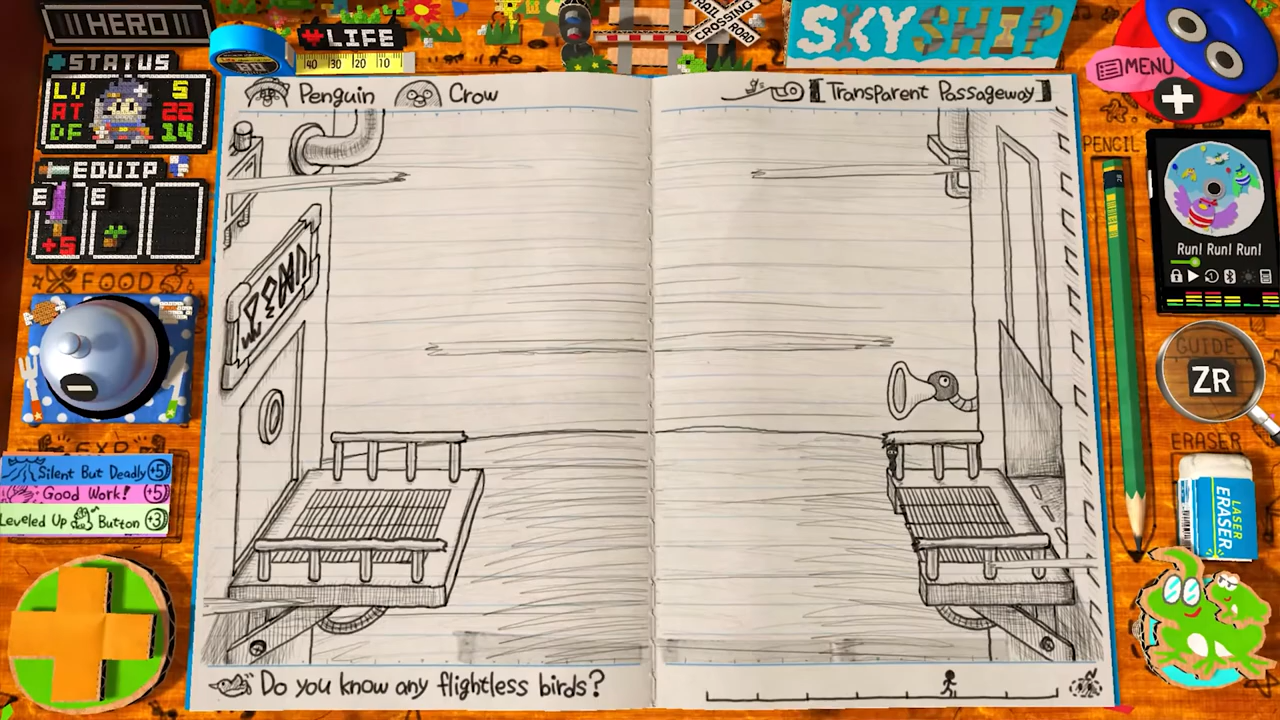 HERO
LIFE
40 30 20 10
RAIL
CROSSING
ROAD
SKYSHIP
MENU
+
STATUS
LV 5
AT 22
DF 14
EQUIP
E E
+5
FOOD
EXP
Silent But Deadly +5
Good Work! +5
Leveled Up Button +3
Penguin Crow
Transparent Passageway
Do you know any flightless birds?
PENCIL
Run! Run! Run!
GUIDE
ZR
ERASER
LASER
ERASER